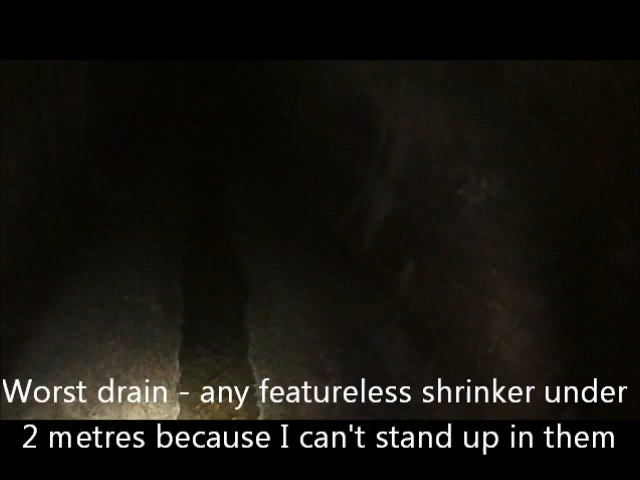 Worst drain - any featureless shrinker under
2 metres because I can't stand up in them